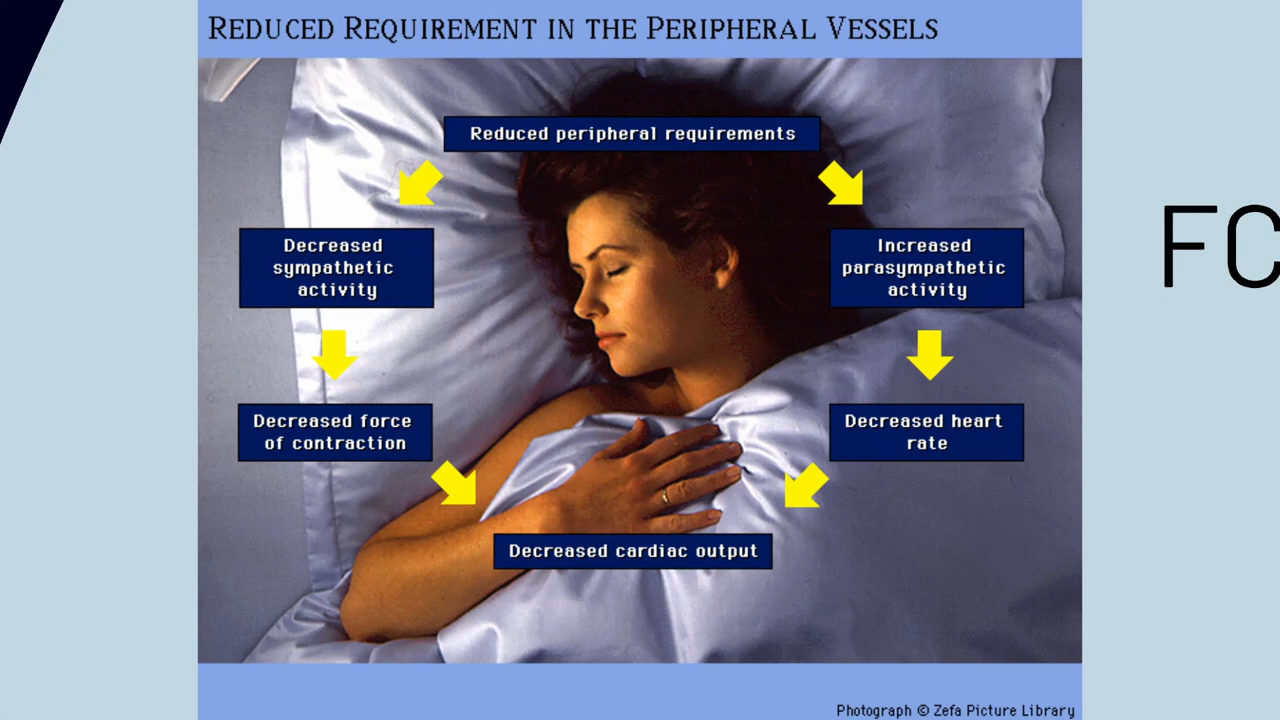 REDUCED REQUIREMENT IN THE PERIPHERAL VESSELS
Reduced peripheral requirements
Decreased
sympathetic
activity
Increased
parasympathetic
activity
FC
Decreased force
of contraction
Decreased heart
rate
Decreased cardiac output
Photograph © Zefa Picture Library